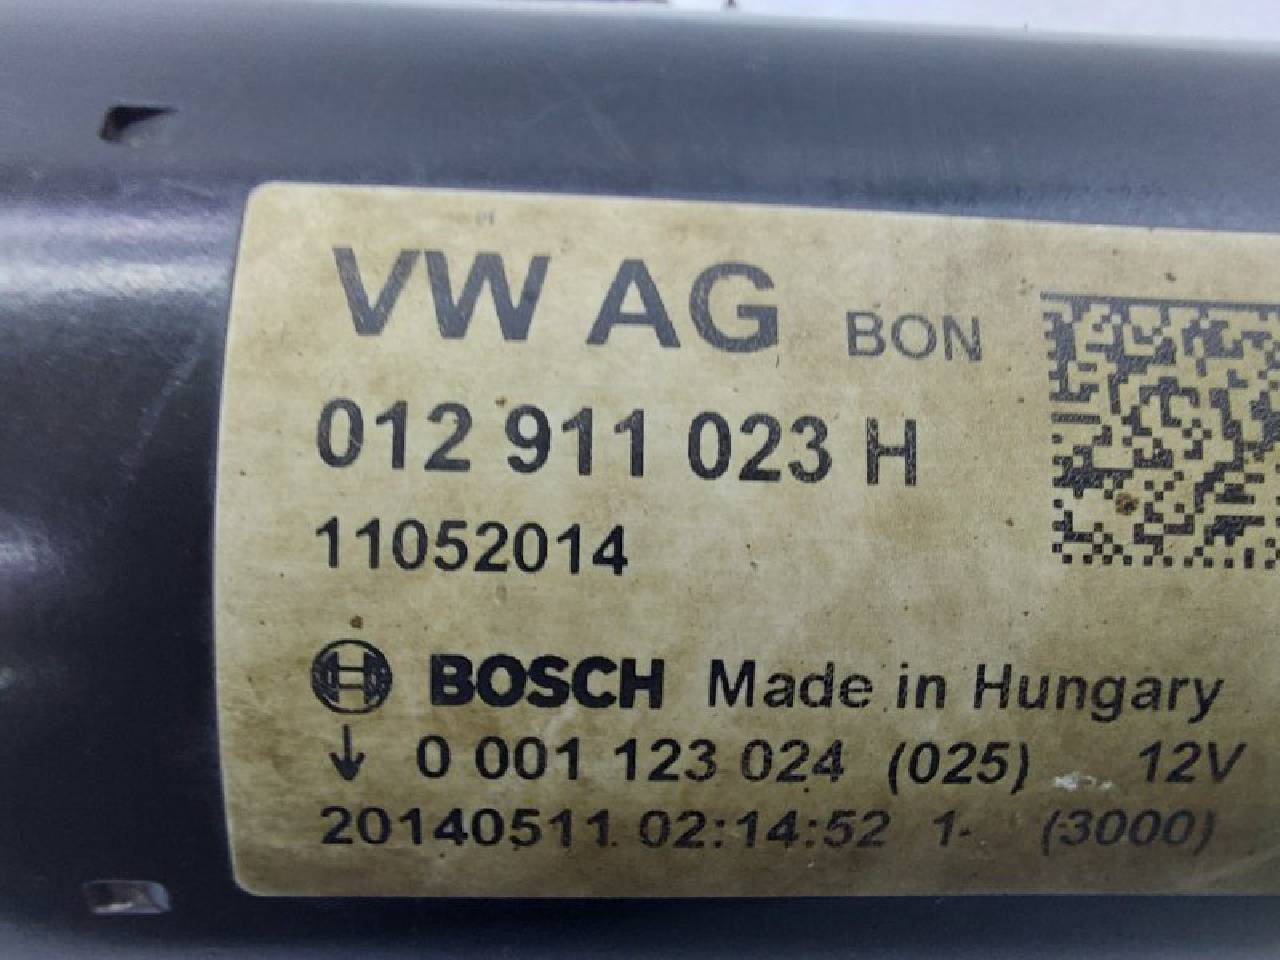 VW AG BON
012 911 023 H
11052014
BOSCH Made in Hungary
↓ 0 001 123 024 (025) 12V
20140511 02:14:52 1- (3000)